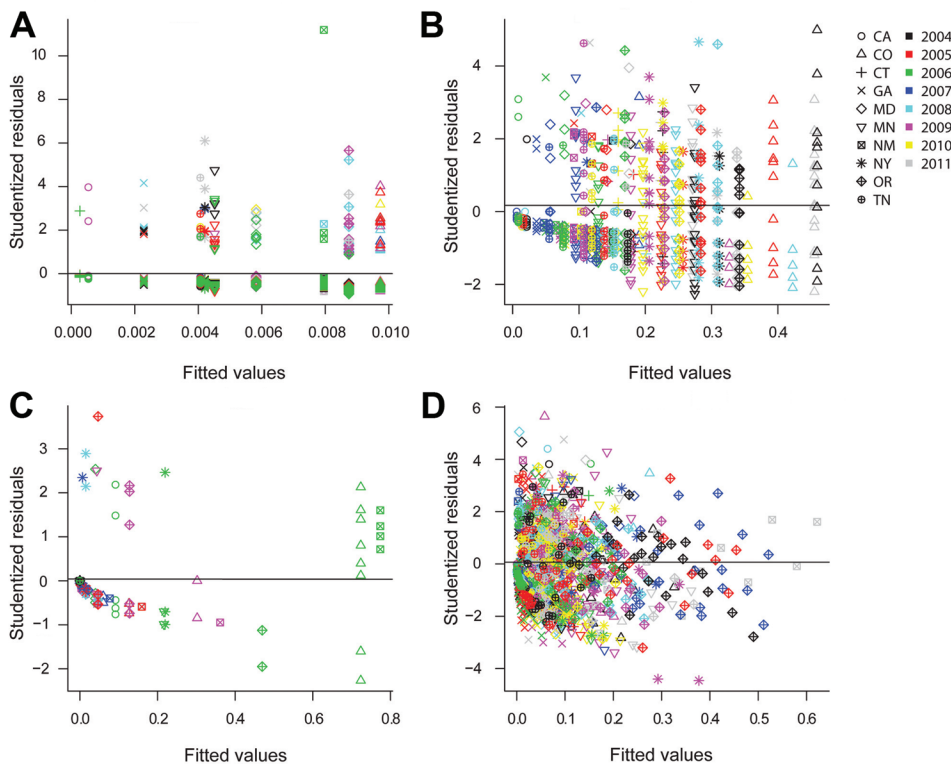 A
Studentized residuals
10
8
6
4
2
0
0.000 0.002 0.004 0.006 0.008 0.010
Fitted values
B
Studentized residuals
4
2
0
−2
0.0 0.1 0.2 0.3 0.4
Fitted values
CA 2004
CO 2005
CT 2006
GA 2007
MD 2008
MN 2009
NM 2010
NY 2011
OR
TN
C
Studentized residuals
3
2
1
0
−1
−2
0.0 0.2 0.4 0.6 0.8
Fitted values
D
Studentized residuals
6
4
2
0
−2
−4
0.0 0.1 0.2 0.3 0.4 0.5 0.6
Fitted values